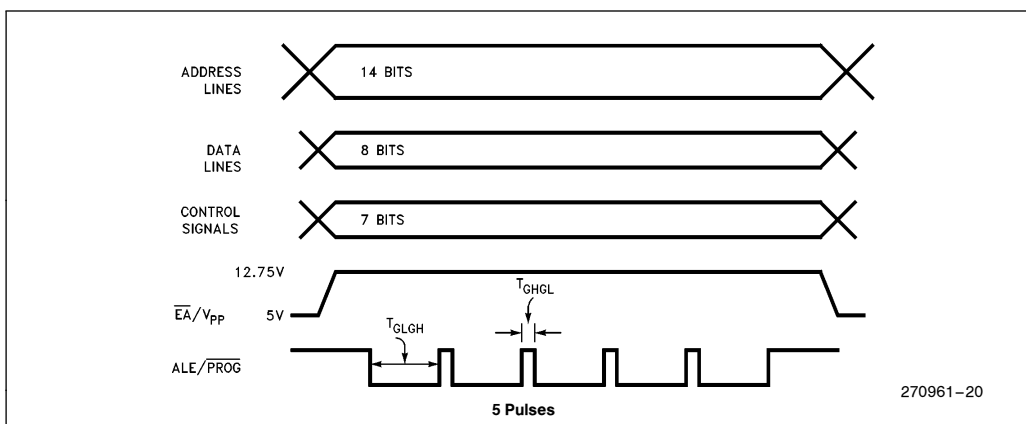 ADDRESS
LINES
14 BITS
DATA
LINES
8 BITS
CONTROL
SIGNALS
7 BITS
12.75V
EA/VPP 5V
TGHGL
TGLGH
ALE/PROG
5 Pulses
270961–20